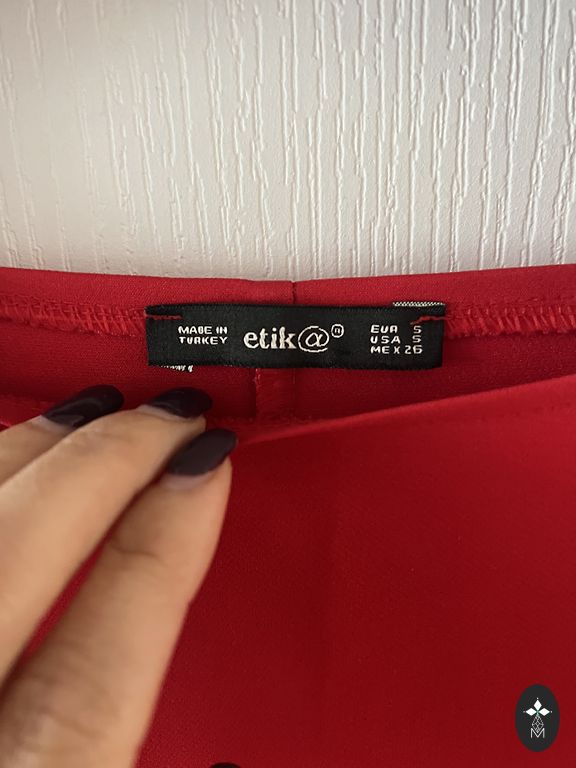 MADE IN
TURKEY
etik@
EUR S
USA S
MEX 26
M